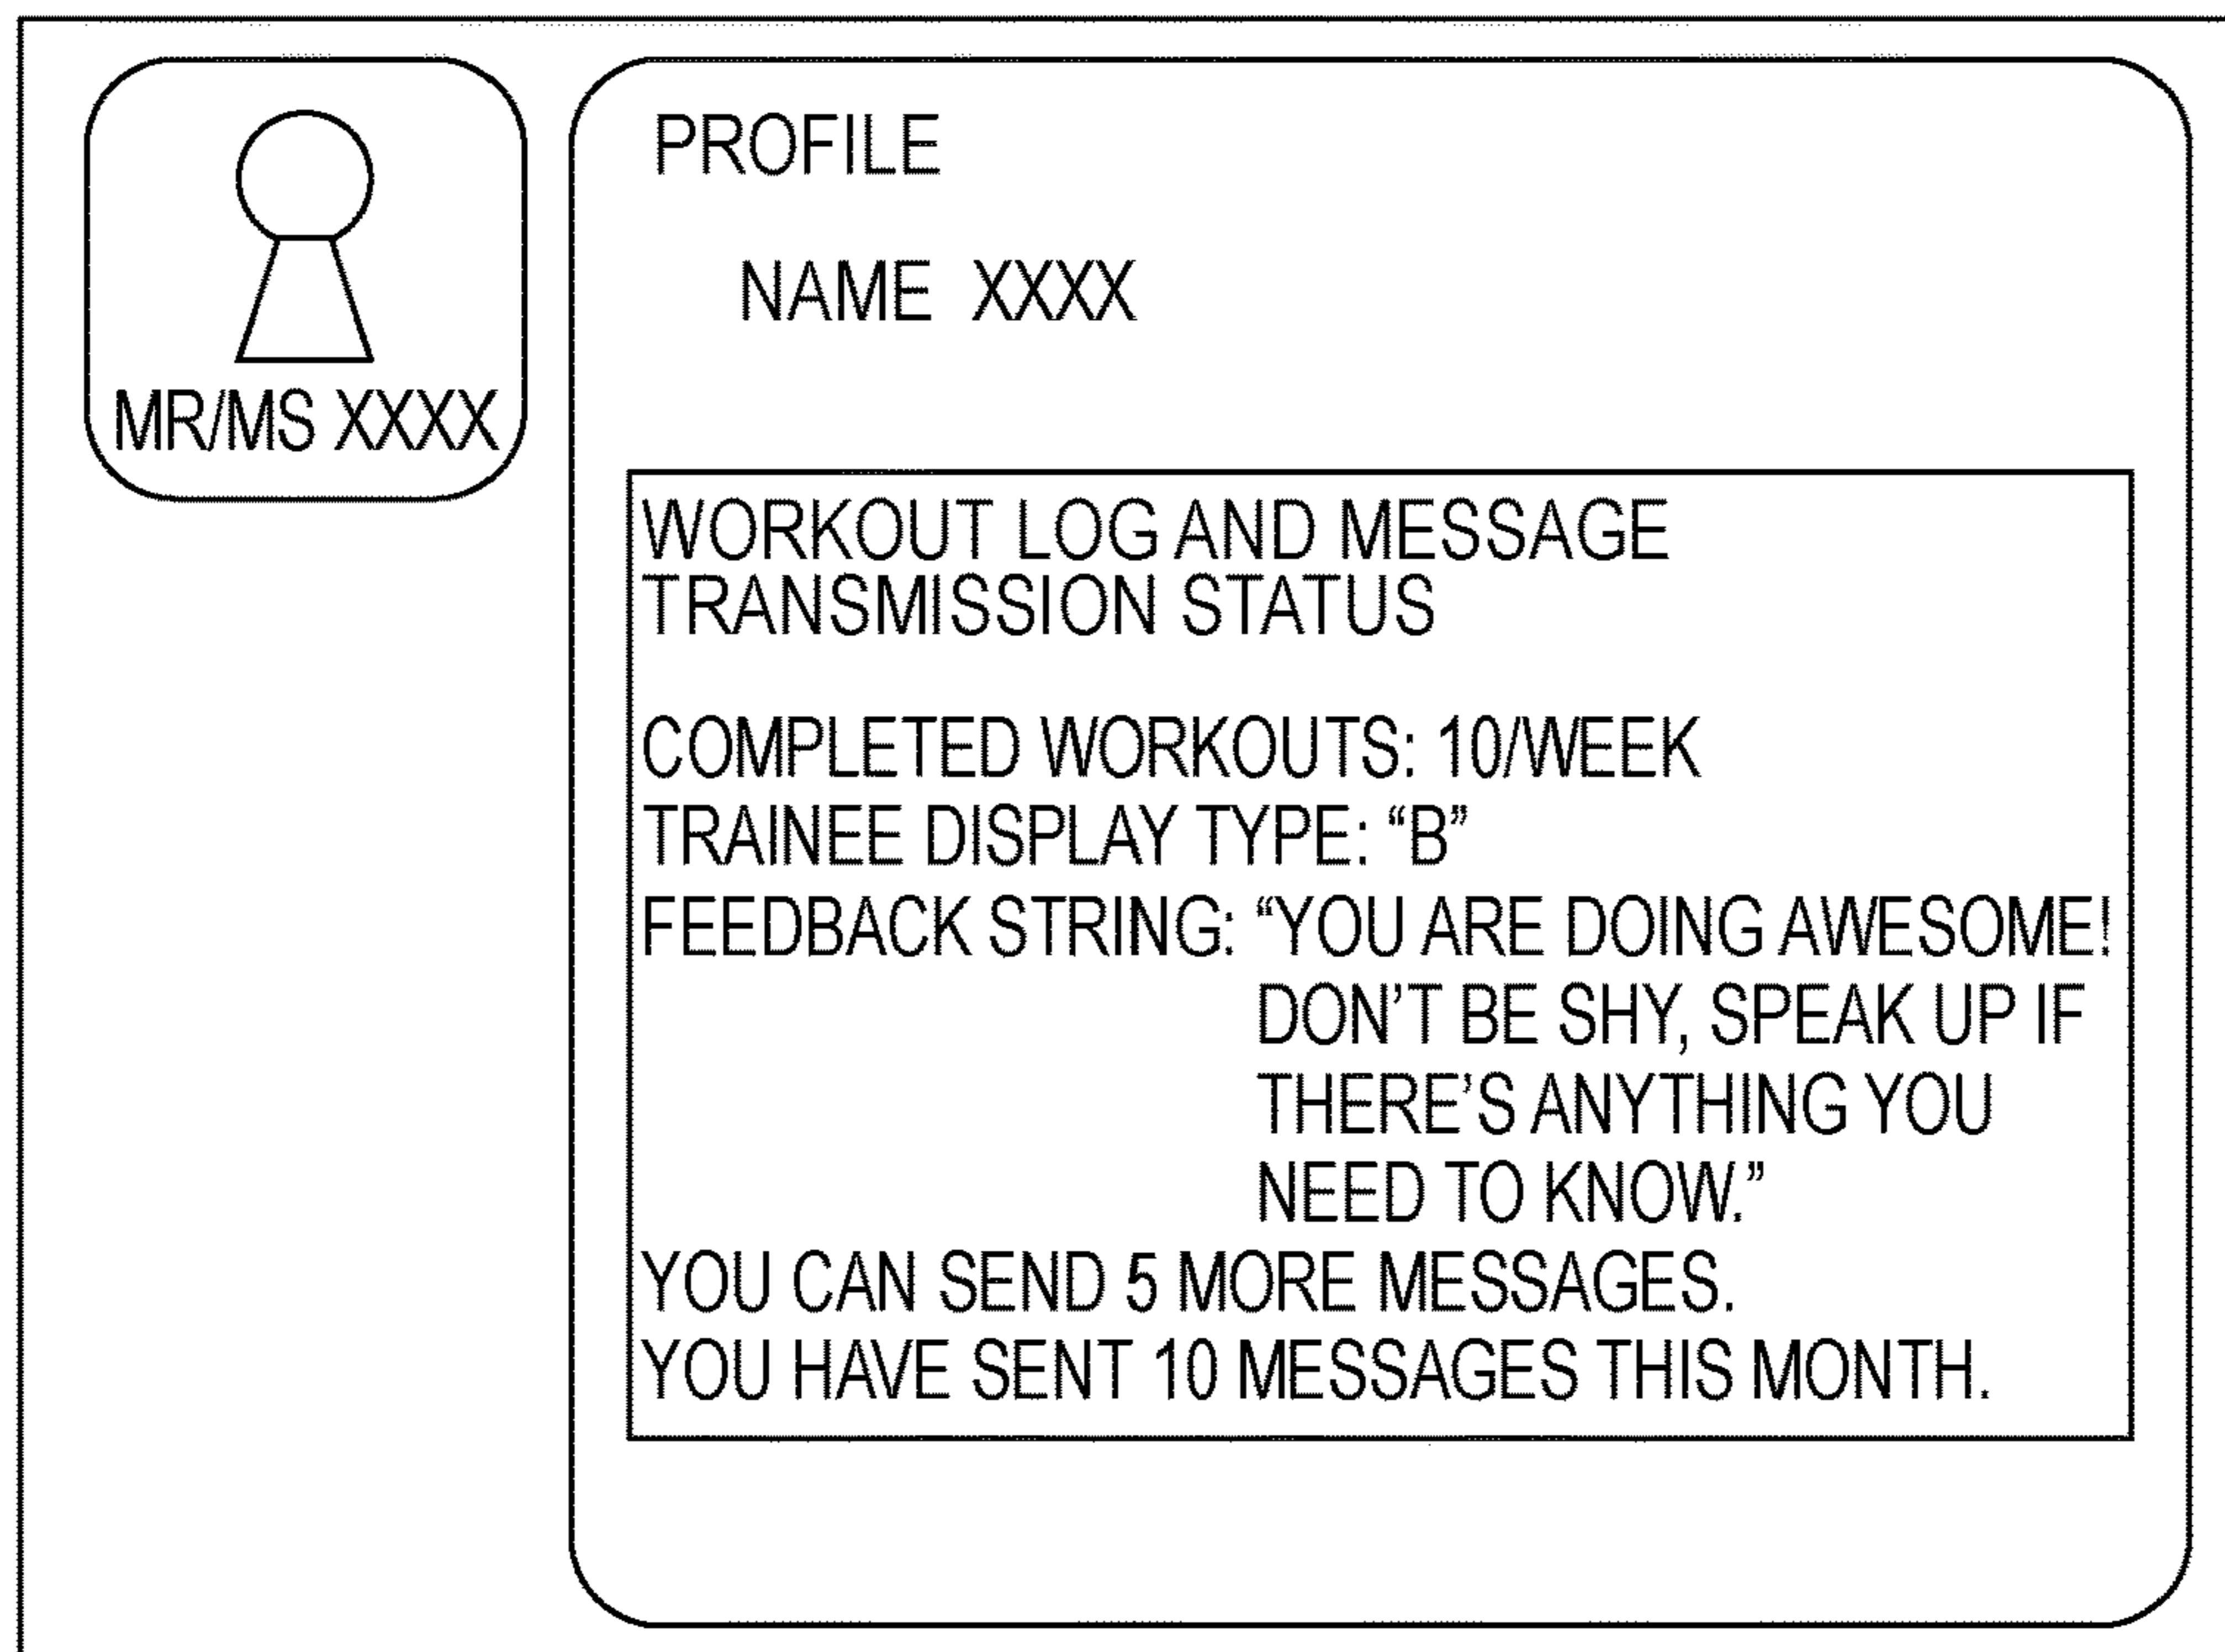 MR/MS XXXX
PROFILE
NAME XXXX
WORKOUT LOG AND MESSAGE
TRANSMISSION STATUS
COMPLETED WORKOUTS: 10/WEEK
TRAINEE DISPLAY TYPE: “B”
FEEDBACK STRING: “YOU ARE DOING AWESOME!
DON’T BE SHY, SPEAK UP IF
THERE’S ANYTHING YOU
NEED TO KNOW.”
YOU CAN SEND 5 MORE MESSAGES.
YOU HAVE SENT 10 MESSAGES THIS MONTH.